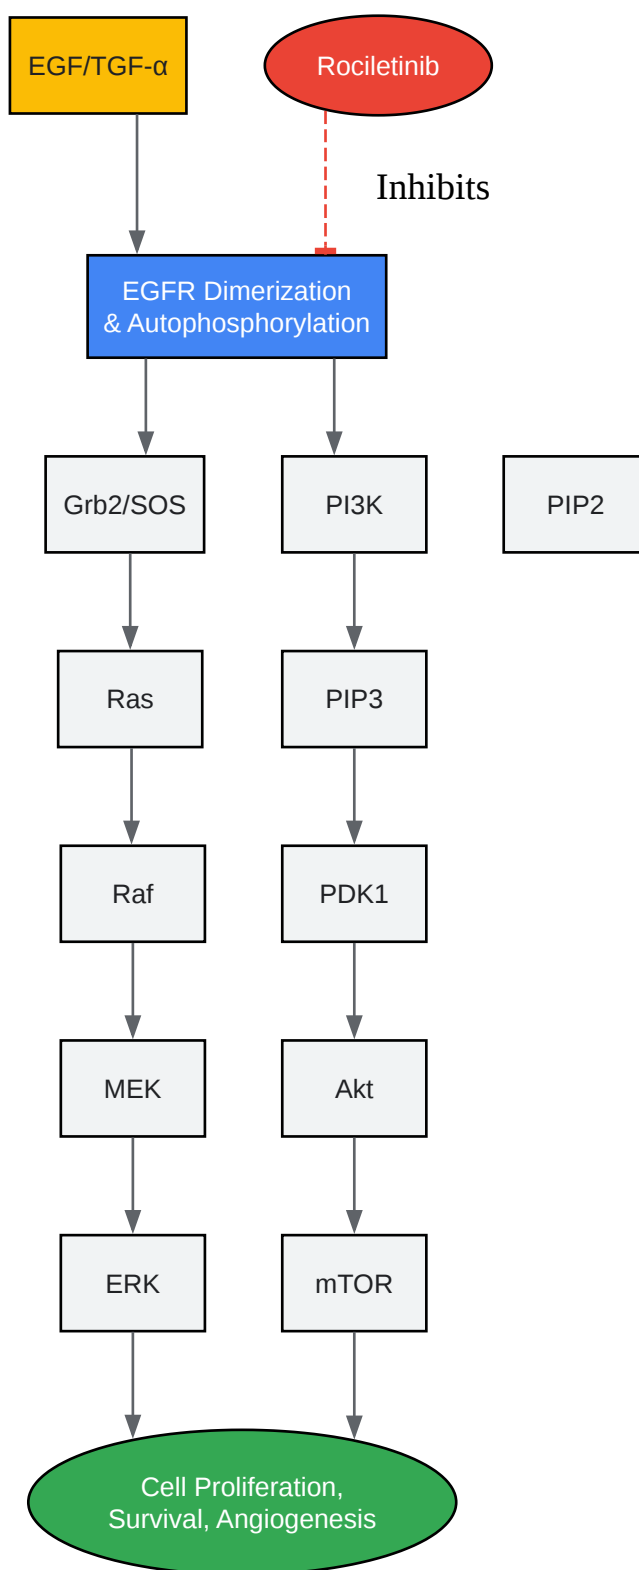 EGF/TGF-α
Rociletinib
Inhibits
EGFR Dimerization
& Autophosphorylation
Grb2/SOS
PI3K
PIP2
Ras
PIP3
Raf
PDK1
MEK
Akt
ERK
mTOR
Cell Proliferation,
Survival, Angiogenesis